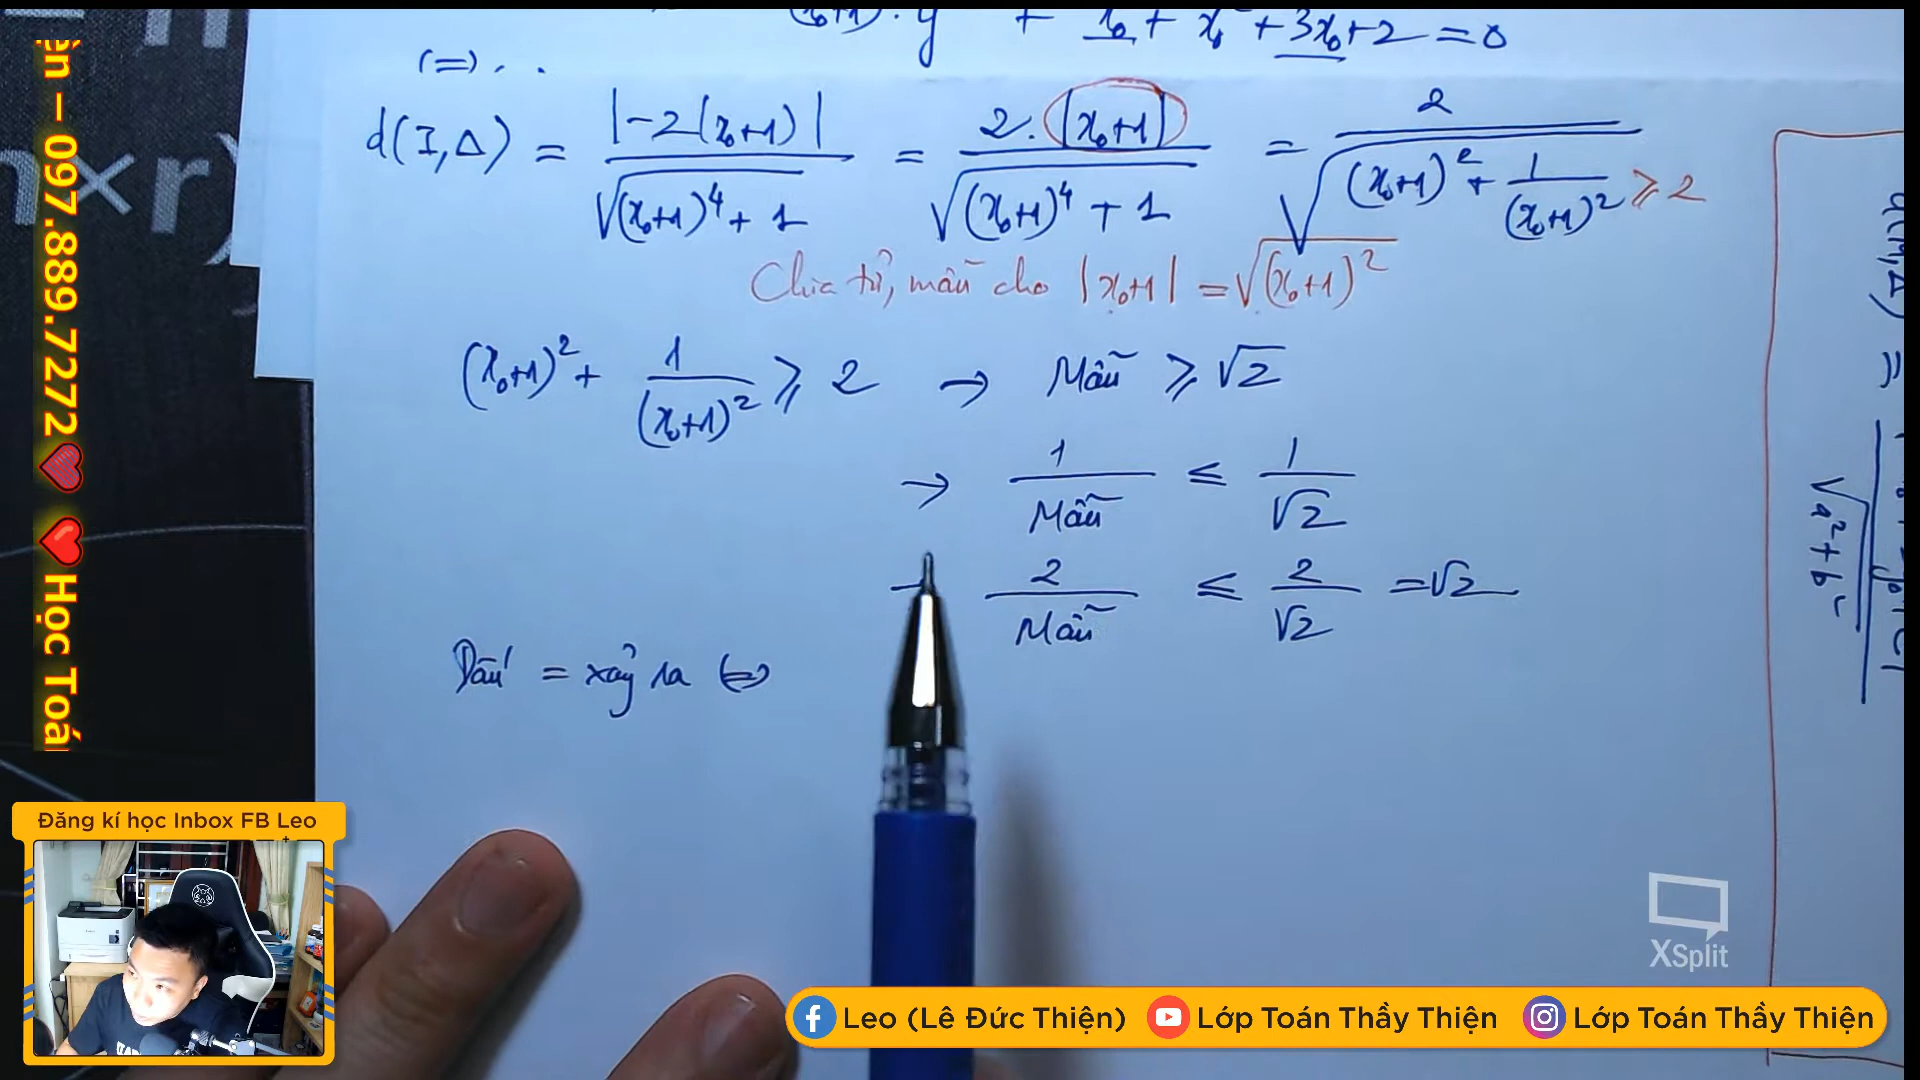 (x₀+1).y + x₀ + x₀² + 3x₀ + 2 = 0
(=) . .
d(I,Δ) = |-2(x₀+1)| / √((x₀+1)⁴ + 1) = 2.|x₀+1| / √((x₀+1)⁴ + 1) = 2 / √((x₀+1)² + 1/(x₀+1)²) ≥ 2
Chia tử, mẫu cho |x₀+1| = √(x₀+1)²
(x₀+1)² + 1/(x₀+1)² ≥ 2 → Mẫu ≥ √2
→ 1/Mẫu ≤ 1/√2
→ 2/Mẫu ≤ 2/√2 = √2
Dấu = xảy ra (=)
√a²+b²
n×r)
097.889.7272 Học Toá
Đăng kí học Inbox FB Leo
XSplit
Leo (Lê Đức Thiện) Lớp Toán Thầy Thiện Lớp Toán Thầy Thiện